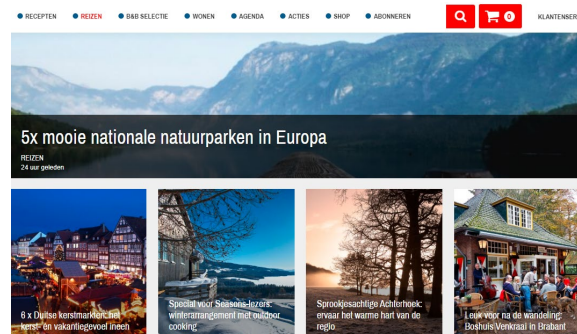 RECEPTEN REIZEN B&B SELECTIE WONEN AGENDA ACTIES SHOP ABONNEREN 0 KLANTENSER
5x mooie nationale natuurparken in Europa
REIZEN
24 uur geleden
6 x Duitse kerstmarkten: het
kerst- én vakantiegevoel ineen
Special voor Seasons-lezers:
winterarrangement met outdoor
cooking
Sprookjesachtige Achterhoek:
ervaar het warme hart van de
regio
Leuk voor na de wandeling:
Boshuis Venkraai in Brabant